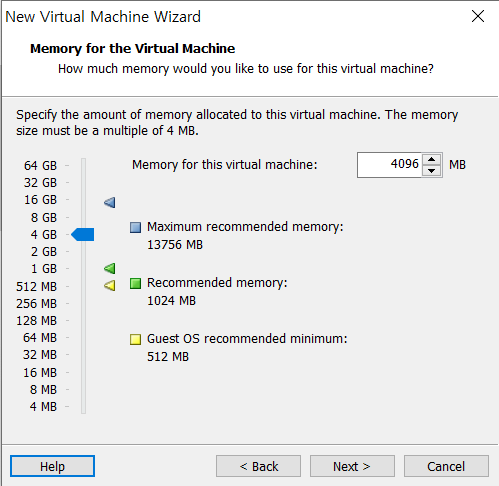 New Virtual Machine Wizard
Memory for the Virtual Machine
How much memory would you like to use for this virtual machine?
Specify the amount of memory allocated to this virtual machine. The memory
size must be a multiple of 4 MB.
Memory for this virtual machine: 4096 MB
64 GB
32 GB
16 GB
8 GB
4 GB
2 GB
1 GB
512 MB
256 MB
128 MB
64 MB
32 MB
16 MB
8 MB
4 MB
Maximum recommended memory:
13756 MB
Recommended memory:
1024 MB
Guest OS recommended minimum:
512 MB
Help
< Back
Next >
Cancel